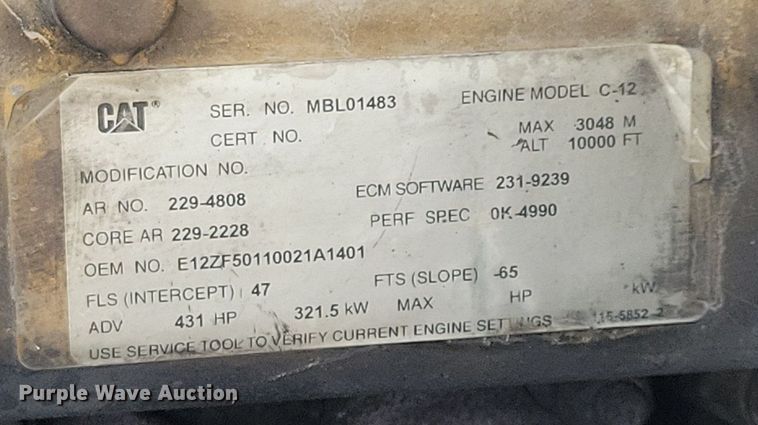 CAT® SER. NO. MBL01483 ENGINE MODEL C-12
CERT. NO. MAX 3048 M
ALT 10000 FT
MODIFICATION NO.
AR NO. 229-4808 ECM SOFTWARE 231-9239
CORE AR 229-2228 PERF SPEC 0K-4990
OEM NO. E12ZF50110021A1401
FLS (INTERCEPT) 47 FTS (SLOPE) -65
ADV 431 HP 321.5 kW MAX HP kW
USE SERVICE TOOL TO VERIFY CURRENT ENGINE 115-5852 2
Purple Wave Auction